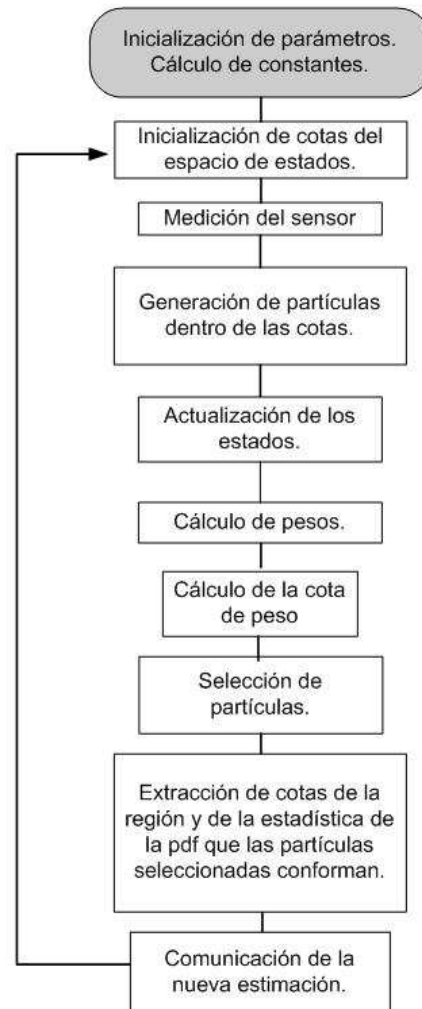 Inicialización de parámetros.
Cálculo de constantes.
Inicialización de cotas del
espacio de estados.
Medición del sensor
Generación de partículas
dentro de las cotas.
Actualización de los
estados.
Cálculo de pesos.
Cálculo de la cota
de peso
Selección de
partículas.
Extracción de cotas de la
región y de la estadística de
la pdf que las partículas
seleccionadas conforman.
Comunicación de la
nueva estimación.